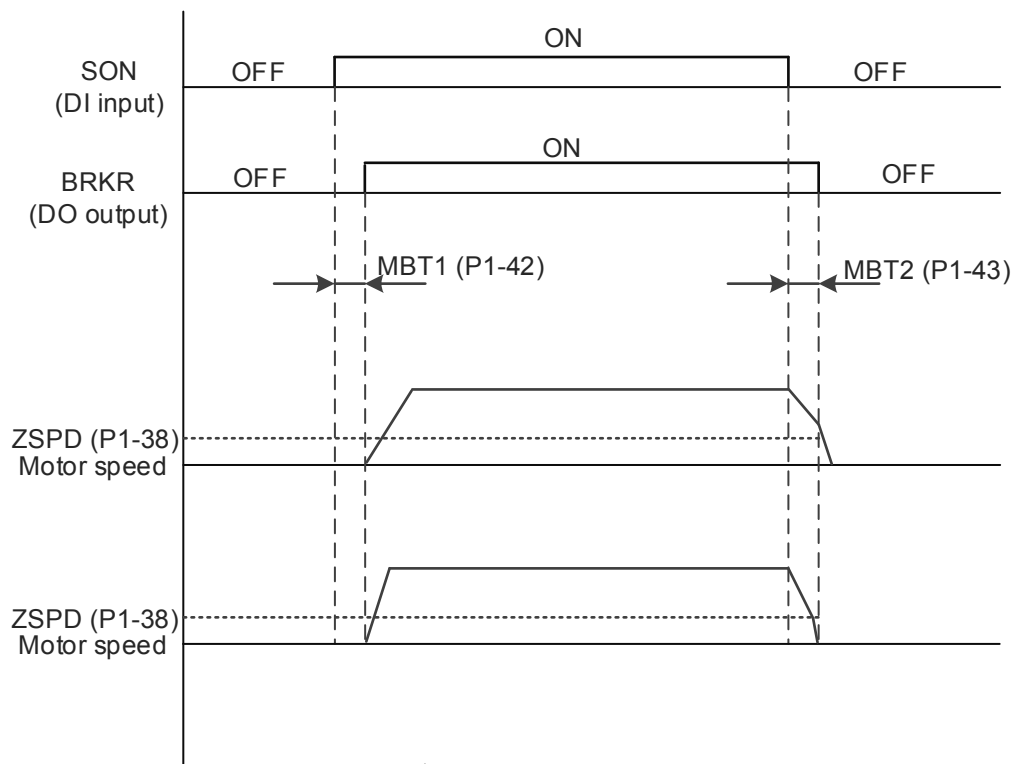 ON
SON
(DI input)
OFF
OFF
ON
BRKR
(DO output)
OFF
OFF
MBT1 (P1-42)
MBT2 (P1-43)
ZSPD (P1-38)
Motor speed
ZSPD (P1-38)
Motor speed